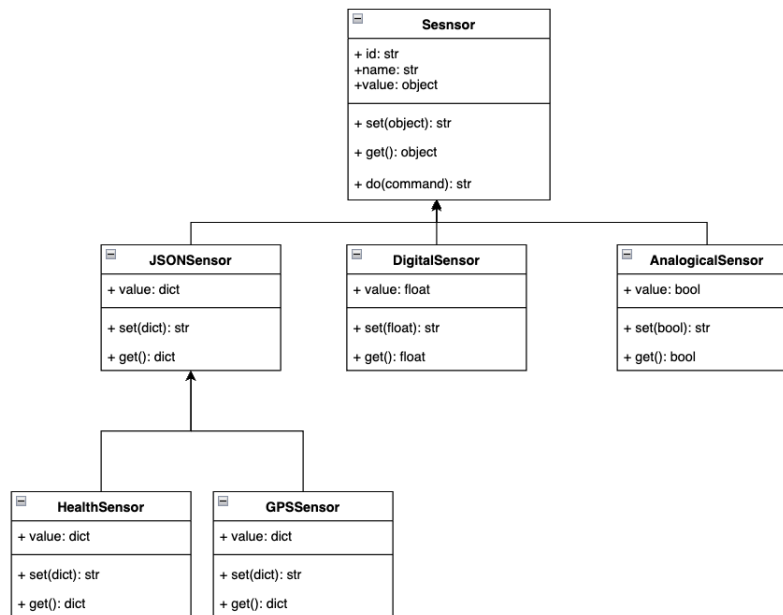 Sesnsor
+ id: str
+name: str
+value: object
+ set(object): str
+ get(): object
+ do(command): str
JSONSensor
+ value: dict
+ set(dict): str
+ get(): dict
DigitalSensor
+ value: float
+ set(float): str
+ get(): float
AnalogicalSensor
+ value: bool
+ set(bool): str
+ get(): bool
HealthSensor
+ value: dict
+ set(dict): str
+ get(): dict
GPSSensor
+ value: dict
+ set(dict): str
+ get(): dict